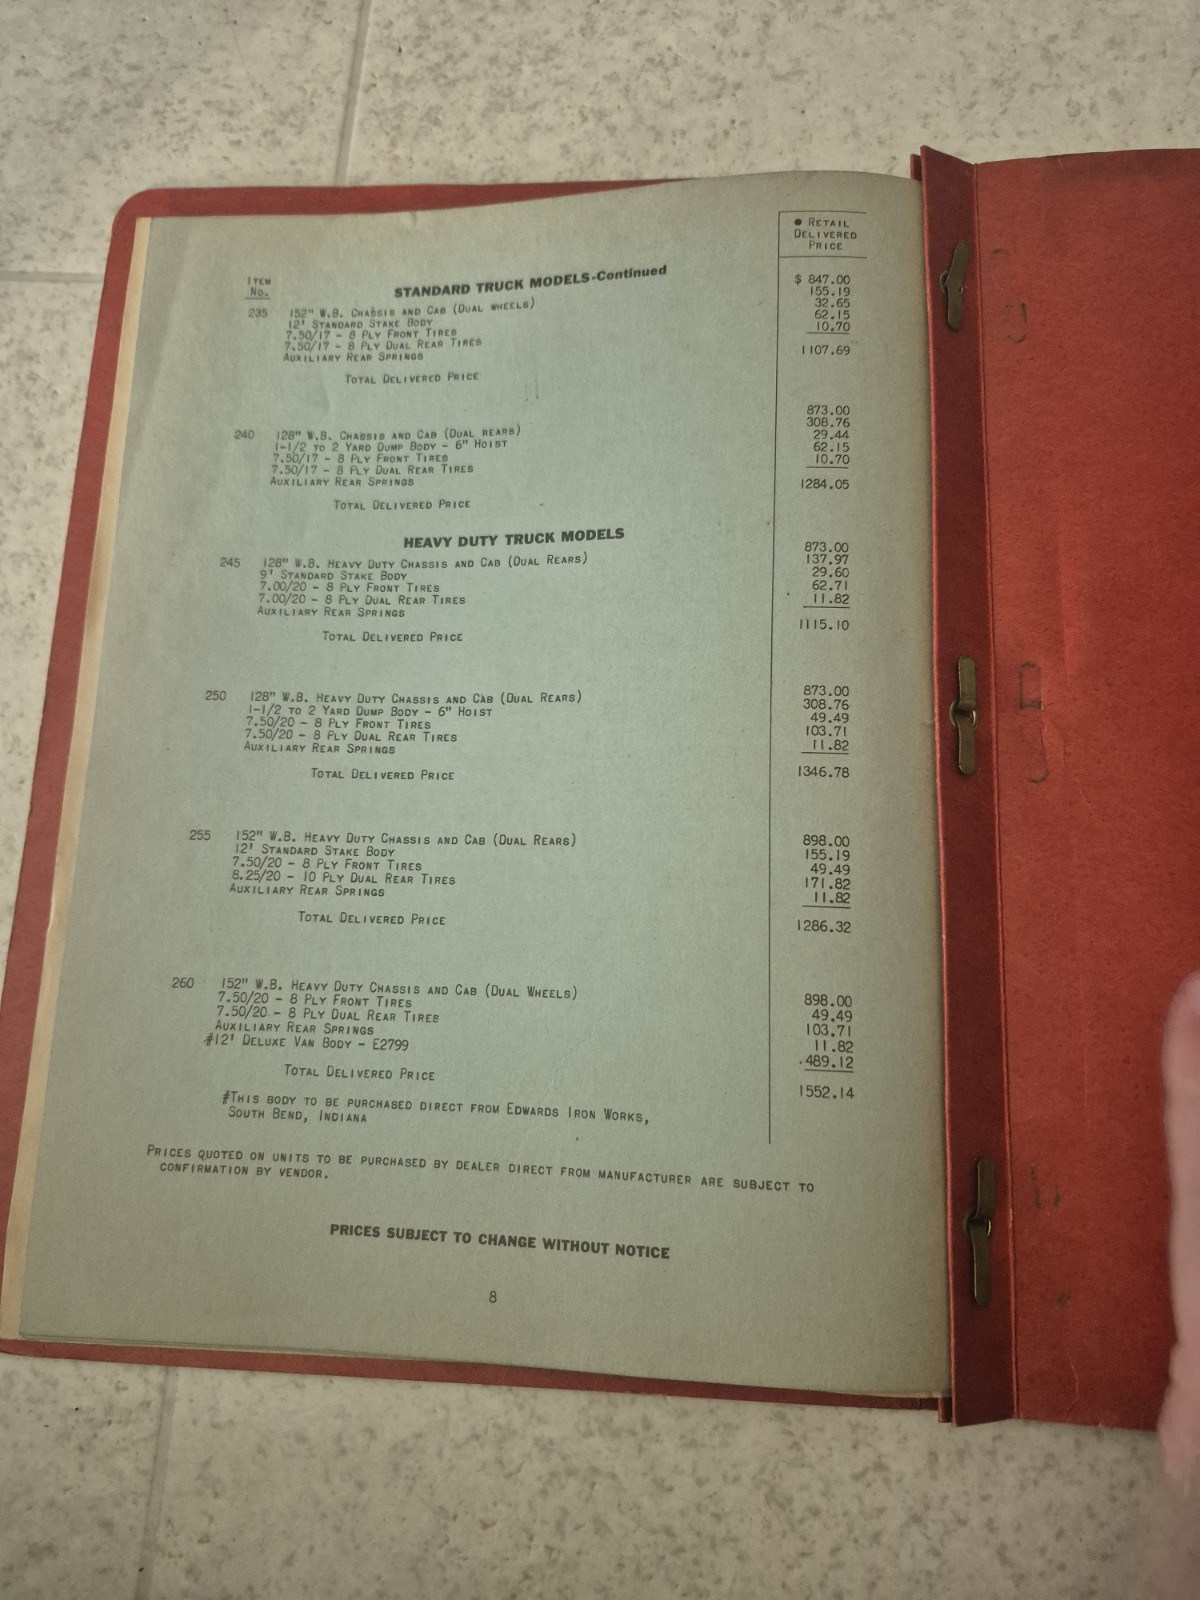 ● RETAIL
DELIVERED
PRICE
ITEM
No.
STANDARD TRUCK MODELS-Continued
235 152" W.B. CHASSIS AND CAB (DUAL WHEELS) $ 847.00
12' STANDARD STAKE BODY 155.19
7.50/17 - 8 PLY FRONT TIRES 32.65
7.50/17 - 8 PLY DUAL REAR TIRES 62.15
AUXILIARY REAR SPRINGS 10.70
TOTAL DELIVERED PRICE 1107.69
240 128" W.B. CHASSIS AND CAB (DUAL REARS) 873.00
1-1/2 TO 2 YARD DUMP BODY - 6" HOIST 308.76
7.50/17 - 8 PLY FRONT TIRES 29.44
7.50/17 - 8 PLY DUAL REAR TIRES 62.15
AUXILIARY REAR SPRINGS 10.70
TOTAL DELIVERED PRICE 1284.05
HEAVY DUTY TRUCK MODELS
245 128" W.B. HEAVY DUTY CHASSIS AND CAB (DUAL REARS) 873.00
9' STANDARD STAKE BODY 137.97
7.00/20 - 8 PLY FRONT TIRES 29.60
7.00/20 - 8 PLY DUAL REAR TIRES 62.71
AUXILIARY REAR SPRINGS 11.82
TOTAL DELIVERED PRICE 1115.10
250 128" W.B. HEAVY DUTY CHASSIS AND CAB (DUAL REARS) 873.00
1-1/2 TO 2 YARD DUMP BODY - 6" HOIST 308.76
7.50/20 - 8 PLY FRONT TIRES 49.49
7.50/20 - 8 PLY DUAL REAR TIRES 103.71
AUXILIARY REAR SPRINGS 11.82
TOTAL DELIVERED PRICE 1346.78
255 152" W.B. HEAVY DUTY CHASSIS AND CAB (DUAL REARS) 898.00
12' STANDARD STAKE BODY 155.19
7.50/20 - 8 PLY FRONT TIRES 49.49
8.25/20 - 10 PLY DUAL REAR TIRES 171.82
AUXILIARY REAR SPRINGS 11.82
TOTAL DELIVERED PRICE 1286.32
260 152" W.B. HEAVY DUTY CHASSIS AND CAB (DUAL WHEELS) 898.00
7.50/20 - 8 PLY FRONT TIRES 49.49
7.50/20 - 8 PLY DUAL REAR TIRES 103.71
AUXILIARY REAR SPRINGS 11.82
#12' DELUXE VAN BODY - E2799 489.12
TOTAL DELIVERED PRICE 1552.14
#THIS BODY TO BE PURCHASED DIRECT FROM EDWARDS IRON WORKS,
SOUTH BEND, INDIANA
PRICES QUOTED ON UNITS TO BE PURCHASED BY DEALER DIRECT FROM MANUFACTURER ARE SUBJECT TO
CONFIRMATION BY VENDOR.
PRICES SUBJECT TO CHANGE WITHOUT NOTICE
8